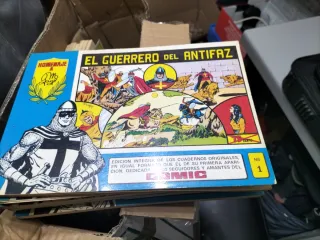 HOMENAJE
EL GUERRERO DEL ANTIFAZ
EDICION INTEGRA DE LOS CUADERNOS ORIGINALES,
EN IGUAL FORMATO QUE EL DE SU PRIMERA APARI-
CION, DEDICADA A LOS SEGUIDORES Y AMANTES DEL
COMIC
NO. 1